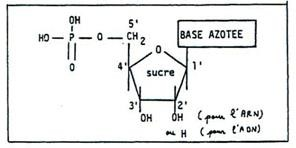 OH
5'
HO-P-O-CH2
O
BASE AZOTEE
O
4'
sucre
1'
3'
2'
OH
OH
(pour l'ARN)
ou H
(pour l'ADN)